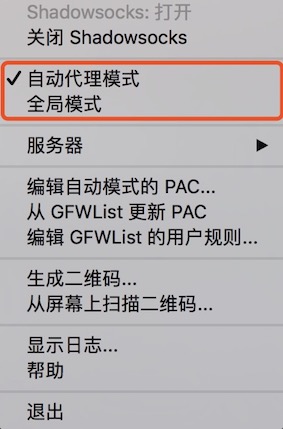 Shadowsocks: 打开
关闭 Shadowsocks
自动代理模式
全局模式
服务器
编辑自动模式的 PAC...
从 GFWList 更新 PAC
编辑 GFWList 的用户规则...
生成二维码...
从屏幕上扫描二维码...
显示日志...
帮助
退出